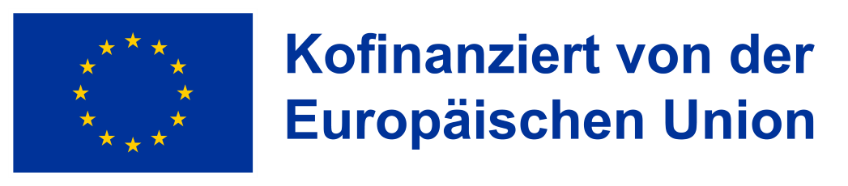 Kofinanziert von der
Europäischen Union